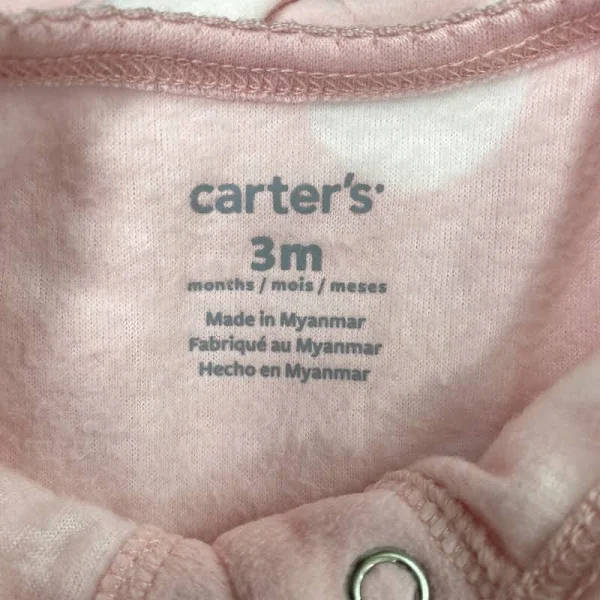 carter's
3m
months / mois / meses
Made in Myanmar
Fabriqué au Myanmar
Hecho en Myanmar